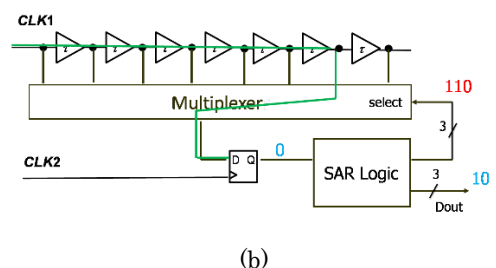 CLK1
τ τ τ τ τ τ τ
Multiplexer
select
110
3
CLK2
D Q
0
SAR Logic
3
10
Dout
(b)